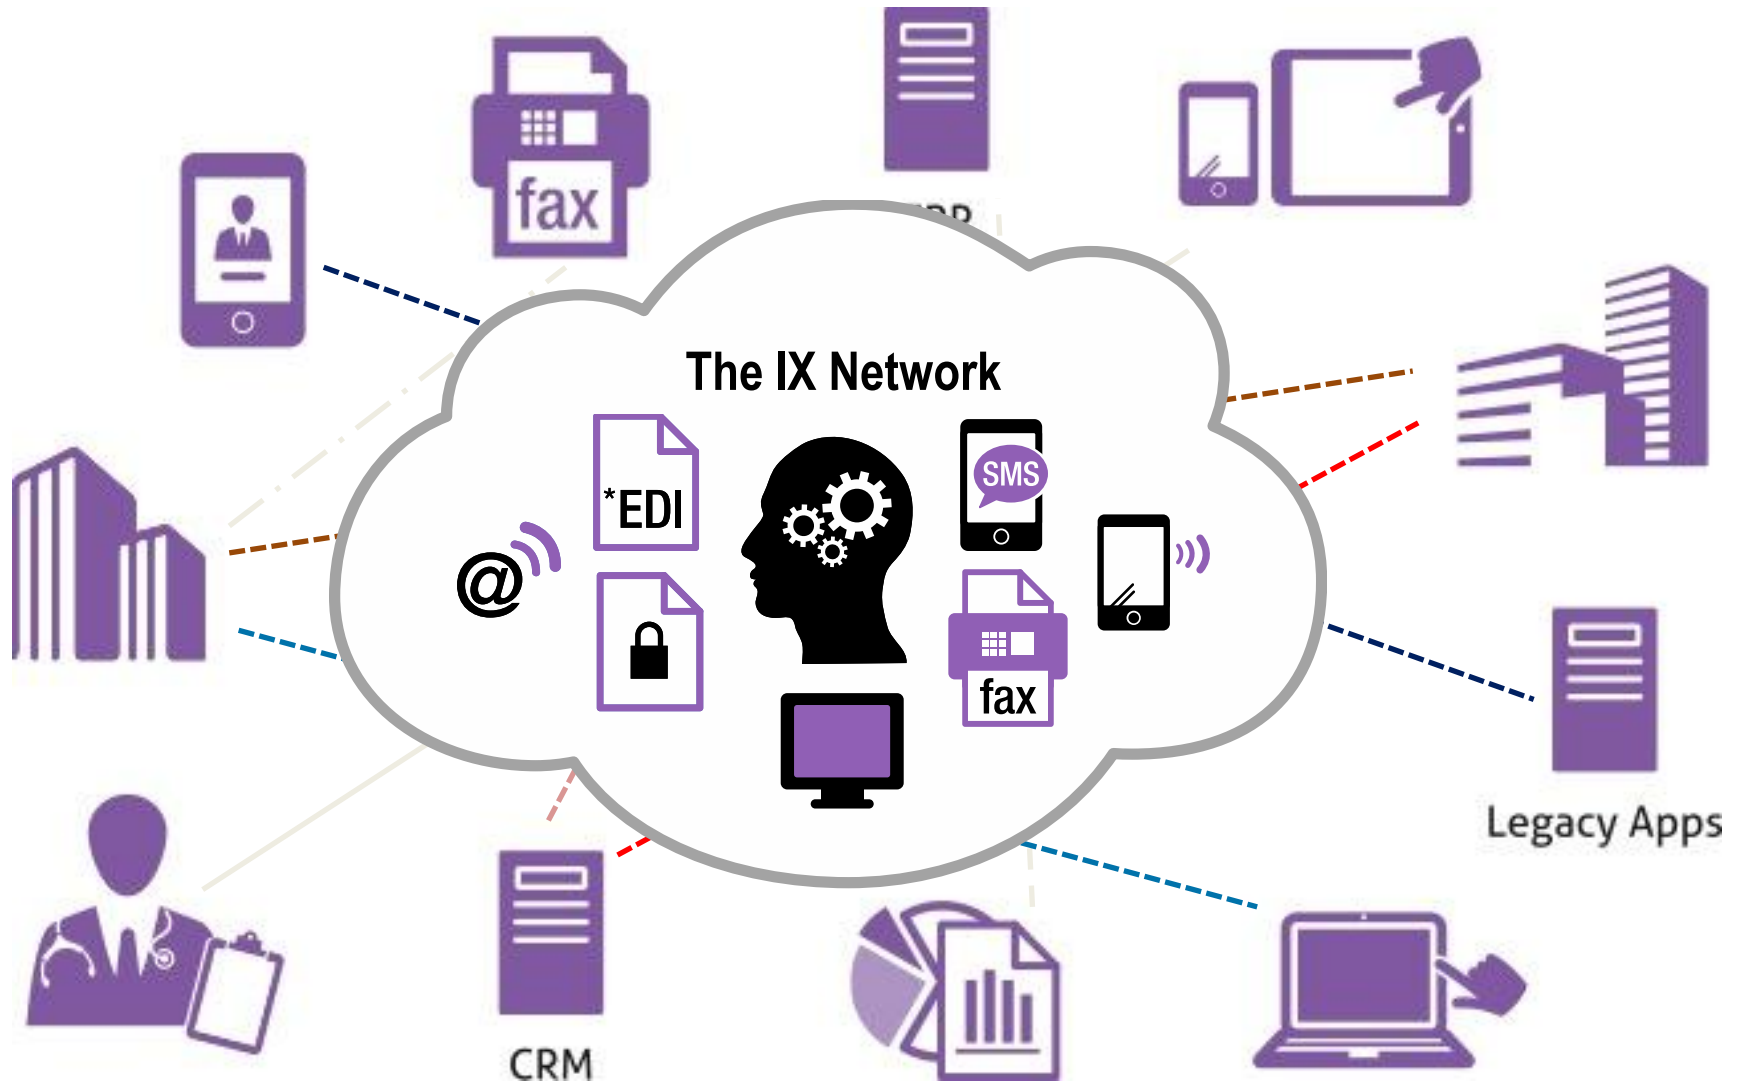 fax
The IX Network
SMS
*EDI
@
fax
Legacy Apps
CRM